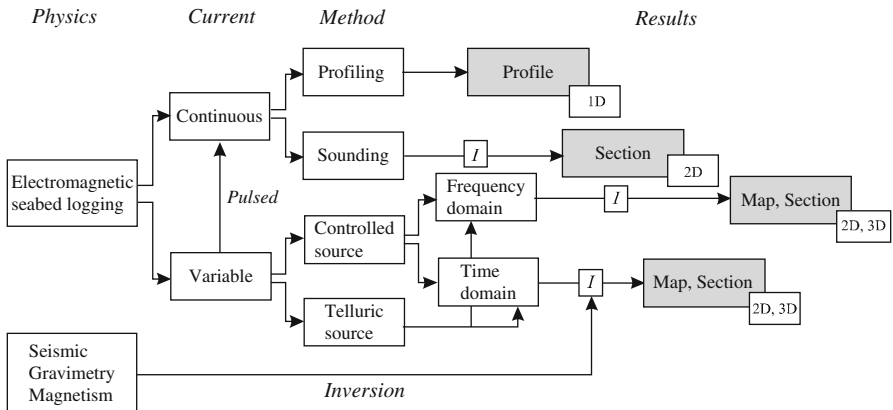 Physics
Current
Method
Results
Profiling
Profile
1D
Continuous
Sounding
I
Section
2D
Electromagnetic
seabed logging
Pulsed
Frequency
domain
I
Map, Section
2D, 3D
Controlled
source
Variable
Time
domain
I
Map, Section
2D, 3D
Telluric
source
Seismic
Gravimetry
Magnetism
Inversion